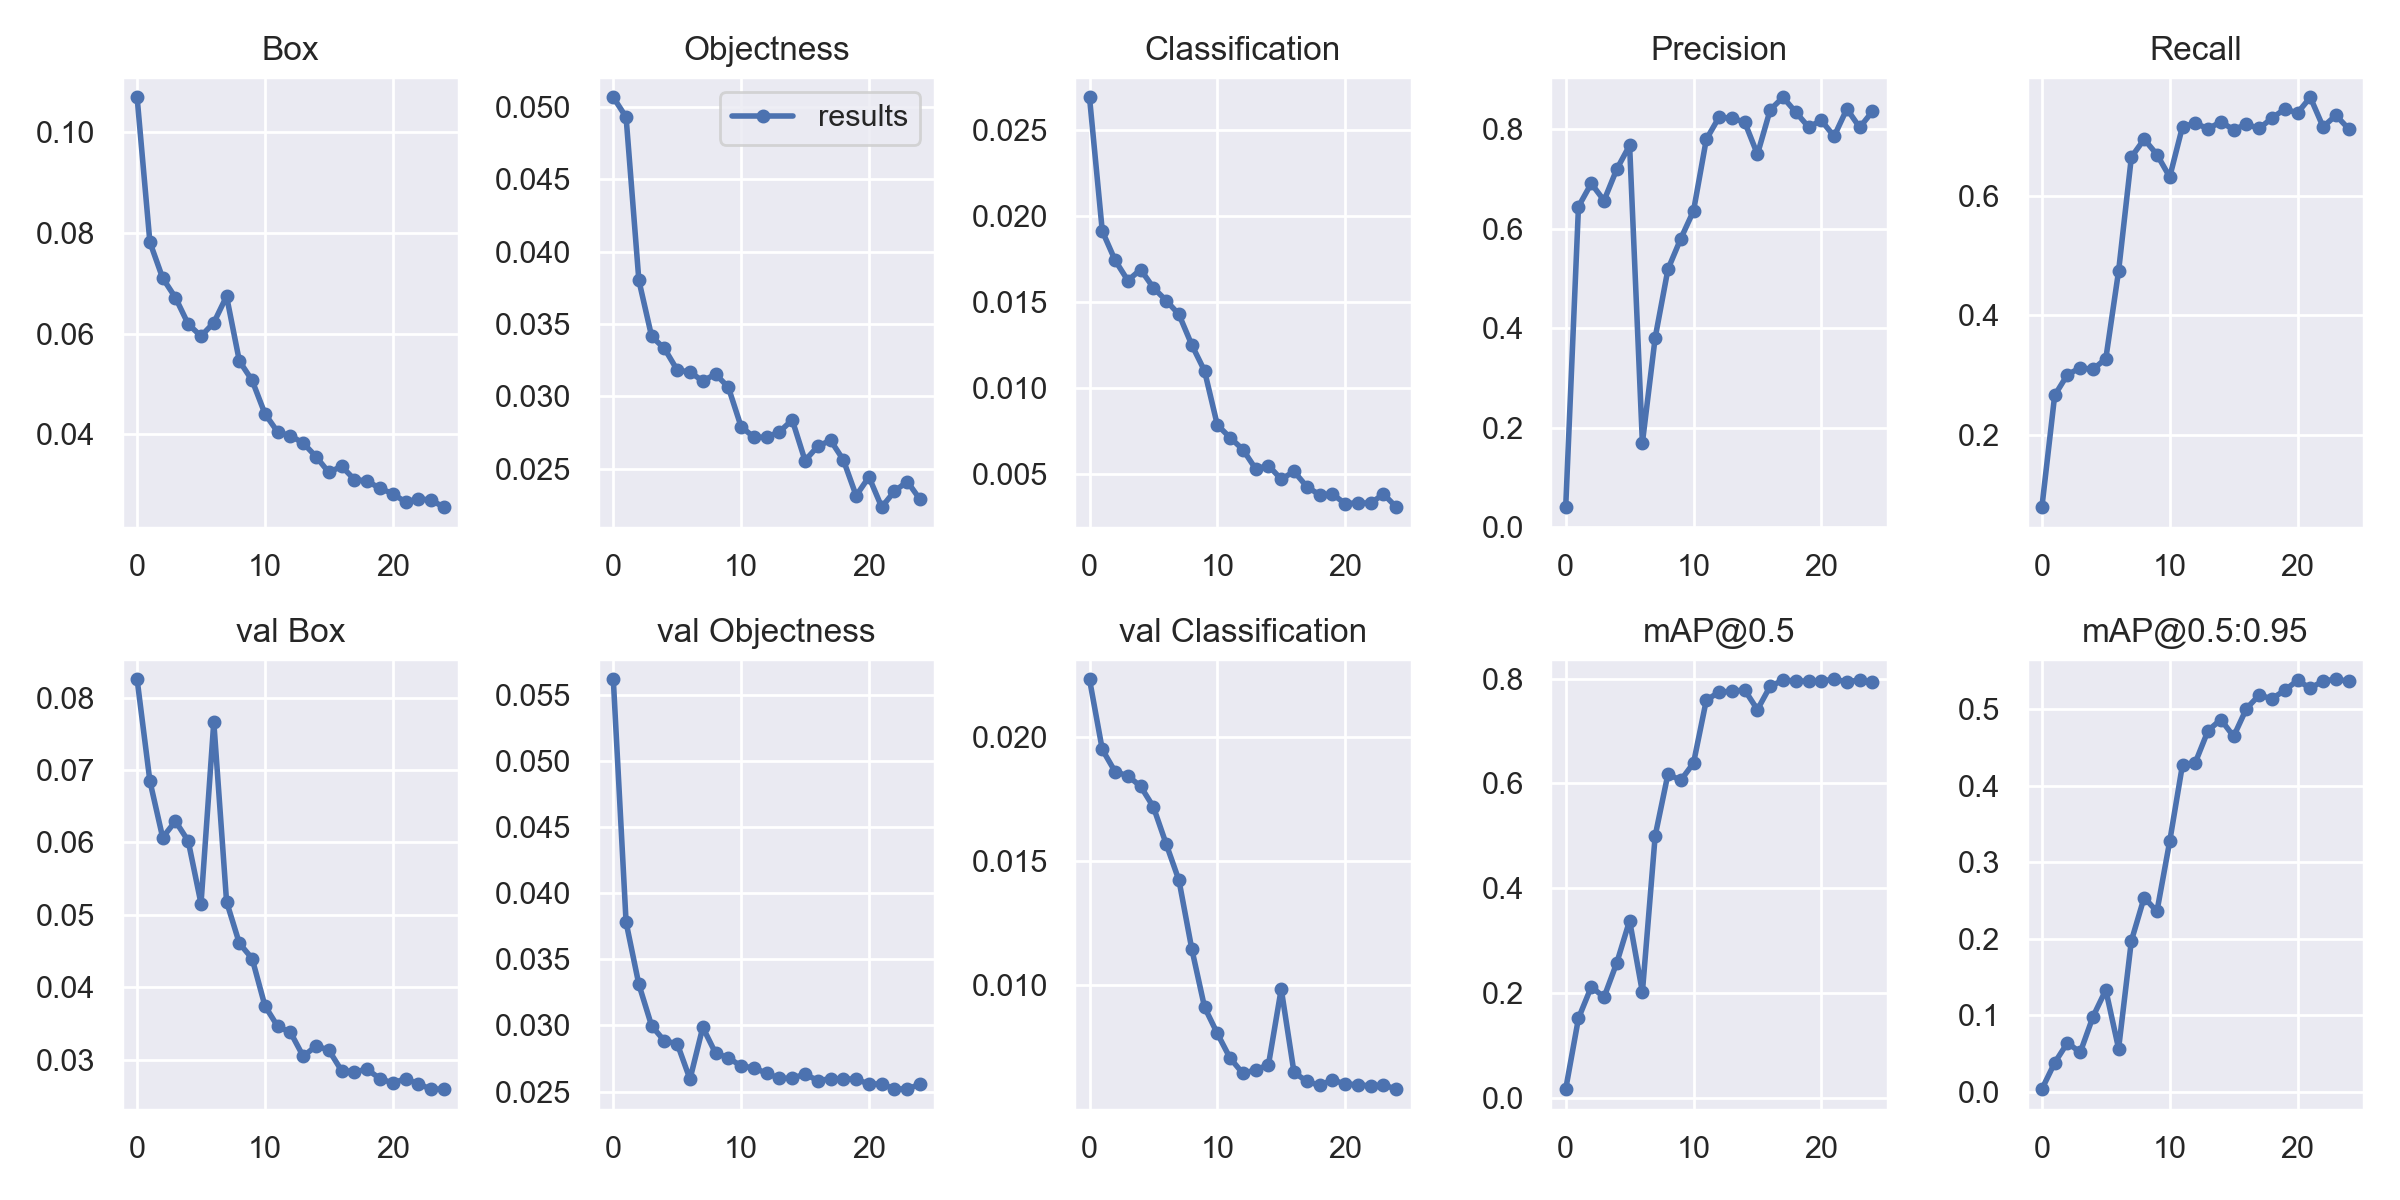 Box
0.10
0.08
0.06
0.04
0 10 20
Objectness
results
0.050
0.045
0.040
0.035
0.030
0.025
0 10 20
Classification
0.025
0.020
0.015
0.010
0.005
0 10 20
Precision
0.8
0.6
0.4
0.2
0.0
0 10 20
Recall
0.6
0.4
0.2
0 10 20
val Box
0.08
0.07
0.06
0.05
0.04
0.03
0 10 20
val Objectness
0.055
0.050
0.045
0.040
0.035
0.030
0.025
0 10 20
val Classification
0.020
0.015
0.010
0 10 20
mAP@0.5
0.8
0.6
0.4
0.2
0.0
0 10 20
mAP@0.5:0.95
0.5
0.4
0.3
0.2
0.1
0.0
0 10 20